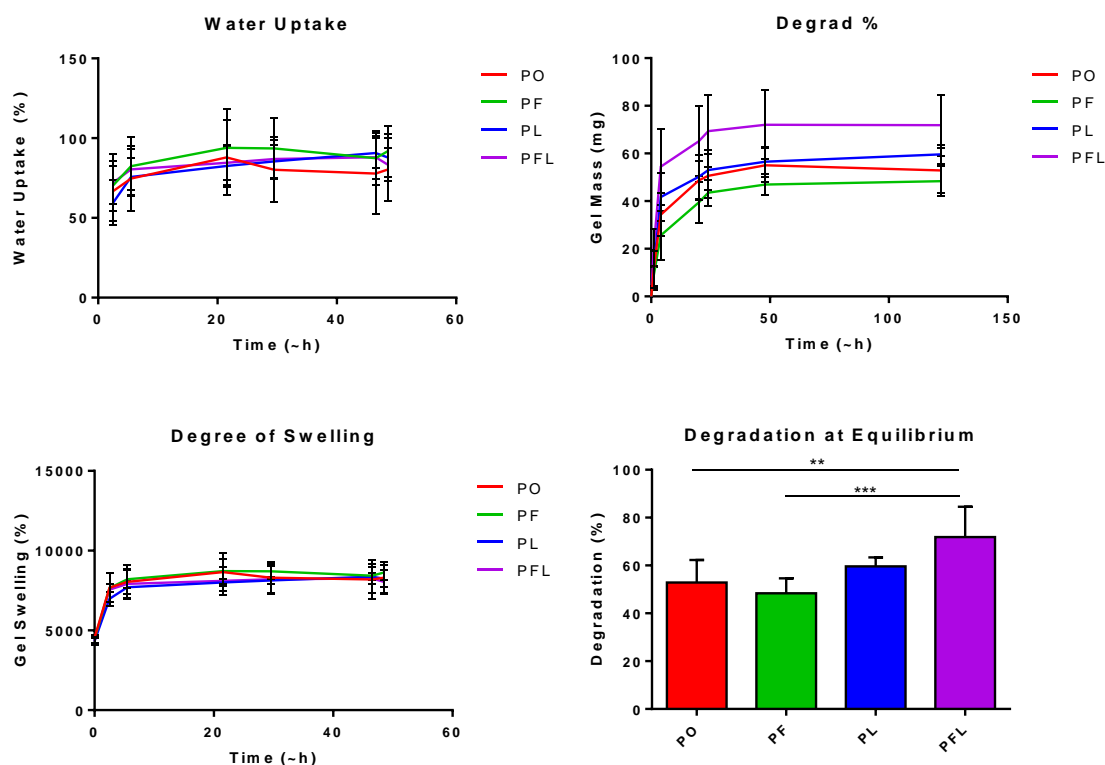 Water Uptake
Water Uptake (%)
150
100
50
0
0 20 40 60
Time (~h)
PO
PF
PL
PFL
Degrad %
Gel Mass (mg)
100
80
60
40
20
0
0 50 100 150
Time (~h)
PO
PF
PL
PFL
Degree of Swelling
Gel Swelling (%)
15000
10000
5000
0
0 20 40 60
Time (~h)
PO
PF
PL
PFL
Degradation at Equilibrium
Degradation (%)
100
80
60
40
20
0
**
***
PO PF PL PFL